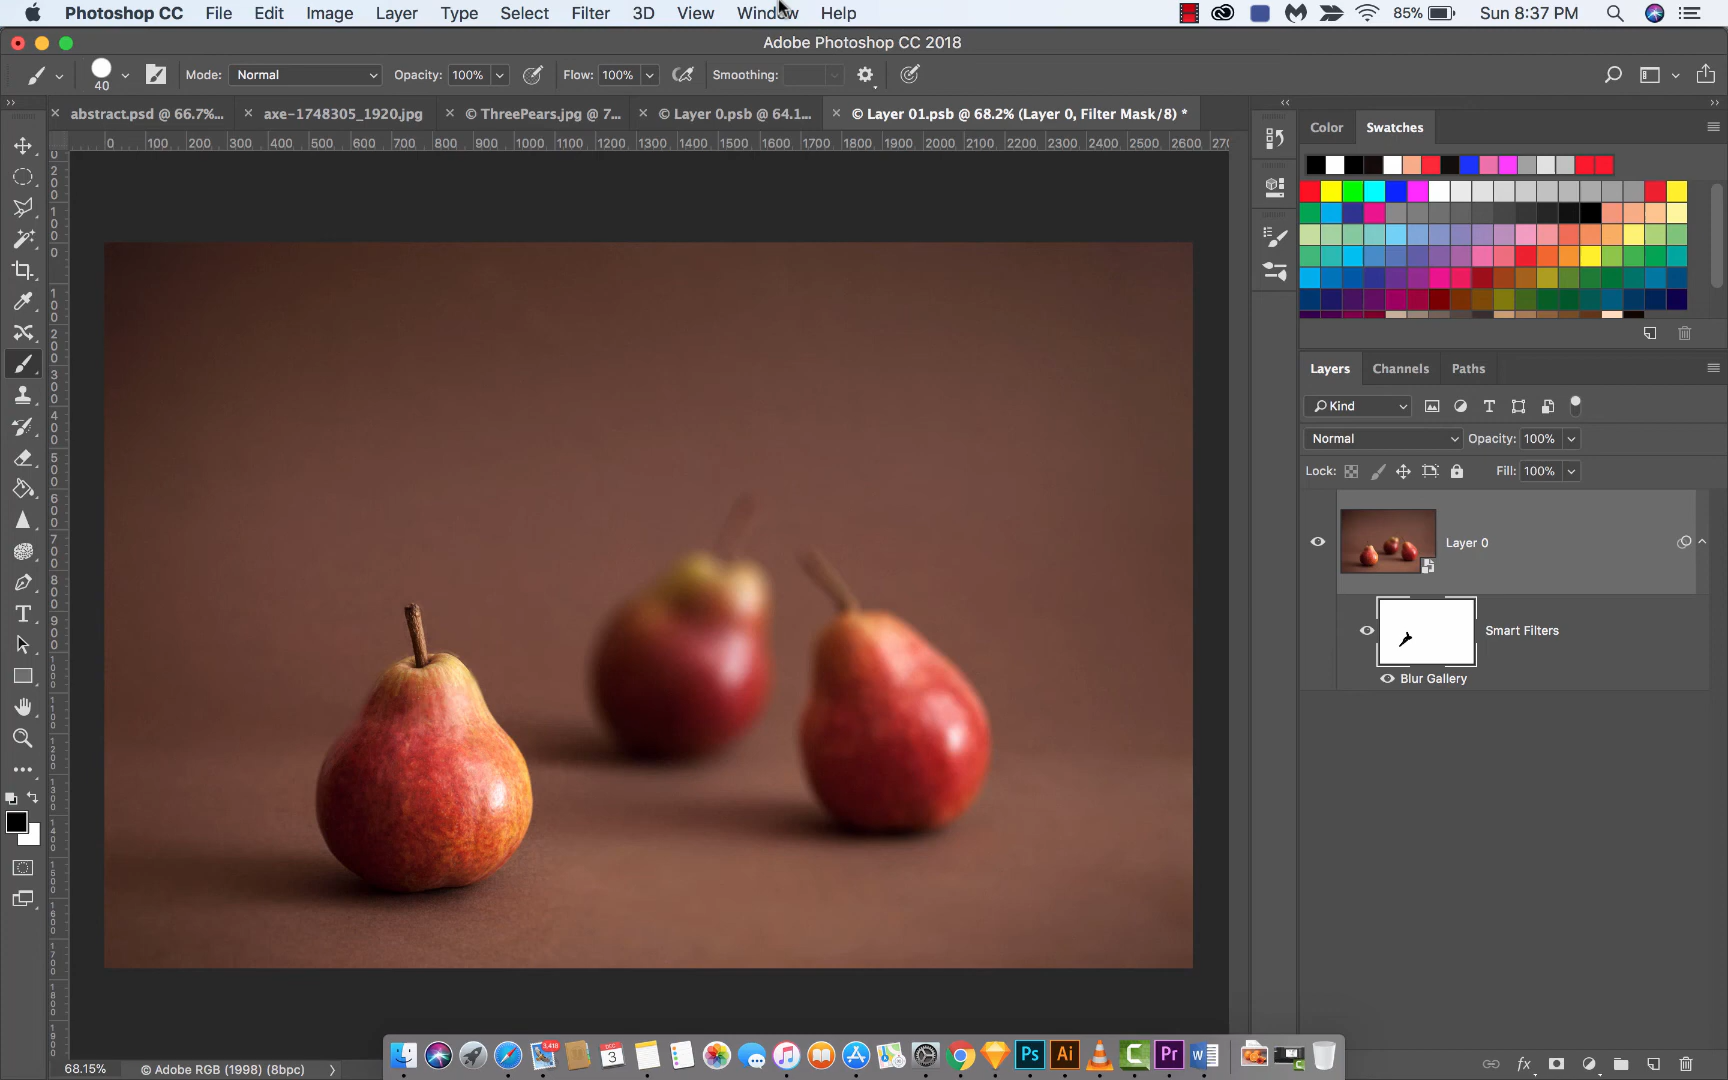 Photoshop CC File Edit Image Layer Type Select Filter 3D View Window Help 85% Sun 8:37 PM
Adobe Photoshop CC 2018
40 Mode: Normal Opacity: 100% Flow: 100% Smoothing:
abstract.psd @ 66.7%... axe-1748305_1920.jpg © ThreePears.jpg @ 7... © Layer 0.psb @ 64.1... © Layer 01.psb @ 68.2% (Layer 0, Filter Mask/8) *
0 100 200 300 400 500 600 700 800 900 1000 1100 1200 1300 1400 1500 1600 1700 1800 1900 2000 2100 2200 2300 2400 2500 2600
Color Swatches
Layers Channels Paths
Kind
Normal Opacity: 100%
Lock: Fill: 100%
Layer 0
Smart Filters
Blur Gallery
3,418
DEC
3
Ps Ai Pr W
fx
68.15% © Adobe RGB (1998) (8bpc)